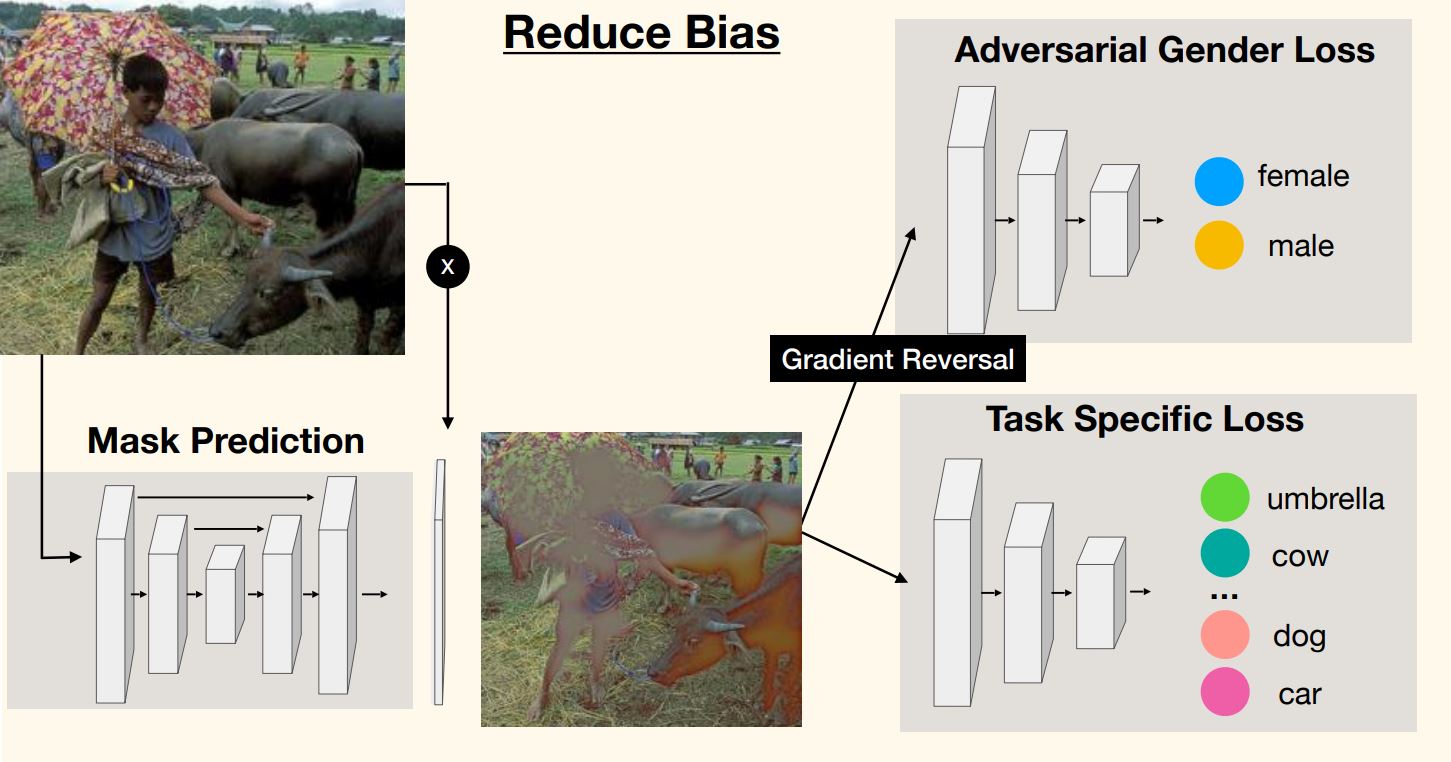 Reduce Bias
Adversarial Gender Loss
female
male
x
Gradient Reversal
Mask Prediction
Task Specific Loss
umbrella
cow
...
dog
car